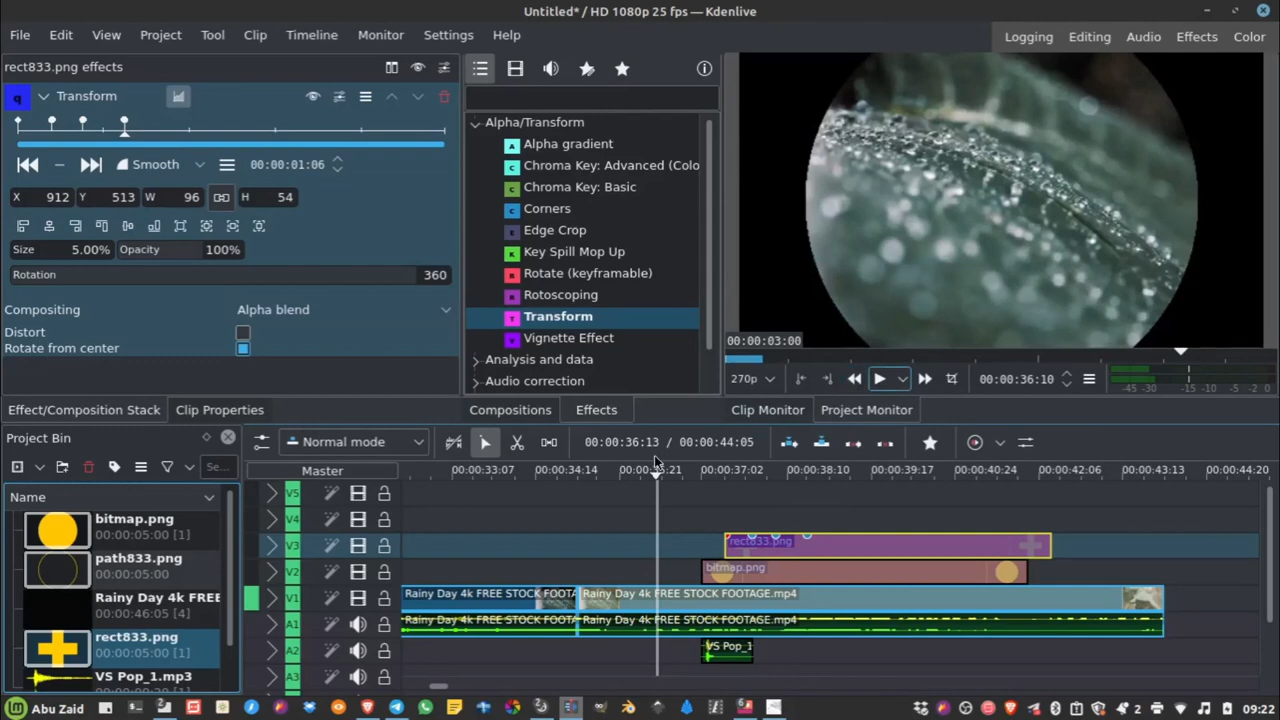 Untitled* / HD 1080p 25 fps — Kdenlive
File Edit View Project Tool Clip Timeline Monitor Settings Help
Logging Editing Audio Effects Color
rect833.png effects
q Transform
Smooth 00:00:01:06
X 912 Y 513 W 96 H 54
Size 5.00% Opacity 100%
Rotation 360
Compositing Alpha blend
Distort
Rotate from center
Effect/Composition Stack Clip Properties
Alpha/Transform
A Alpha gradient
C Chroma Key: Advanced (Colo
C Chroma Key: Basic
C Corners
E Edge Crop
K Key Spill Mop Up
R Rotate (keyframable)
R Rotoscoping
T Transform
V Vignette Effect
Analysis and data
Audio correction
Compositions Effects
00:00:03:00
270p 00:00:36:10
-45 -30 -20 -15 -10 -5 -2 0
Clip Monitor Project Monitor
Project Bin
Se...
Name
bitmap.png
00:00:05:00 [1]
path833.png
00:00:05:00
Rainy Day 4k FREE
00:00:46:05 [4]
rect833.png
00:00:05:00 [1]
VS Pop_1.mp3
Normal mode 00:00:36:13 / 00:00:44:05
Master 00:00:33:07 00:00:34:14 00:00:37:02 00:00:38:10 00:00:39:17 00:00:40:24 00:00:42:06 00:00:43:13 00:00:44:20
V5
V4
V3 rect833.png
V2 bitmap.png
V1 Rainy Day 4k FREE STOCK FOOTA Rainy Day 4k FREE STOCK FOOTAGE.mp4
A1 Rainy Day 4k FREE STOCK FOOTA Rainy Day 4k FREE STOCK FOOTAGE.mp4
A2 VS Pop_1
A3
Abu Zaid 2 09:22